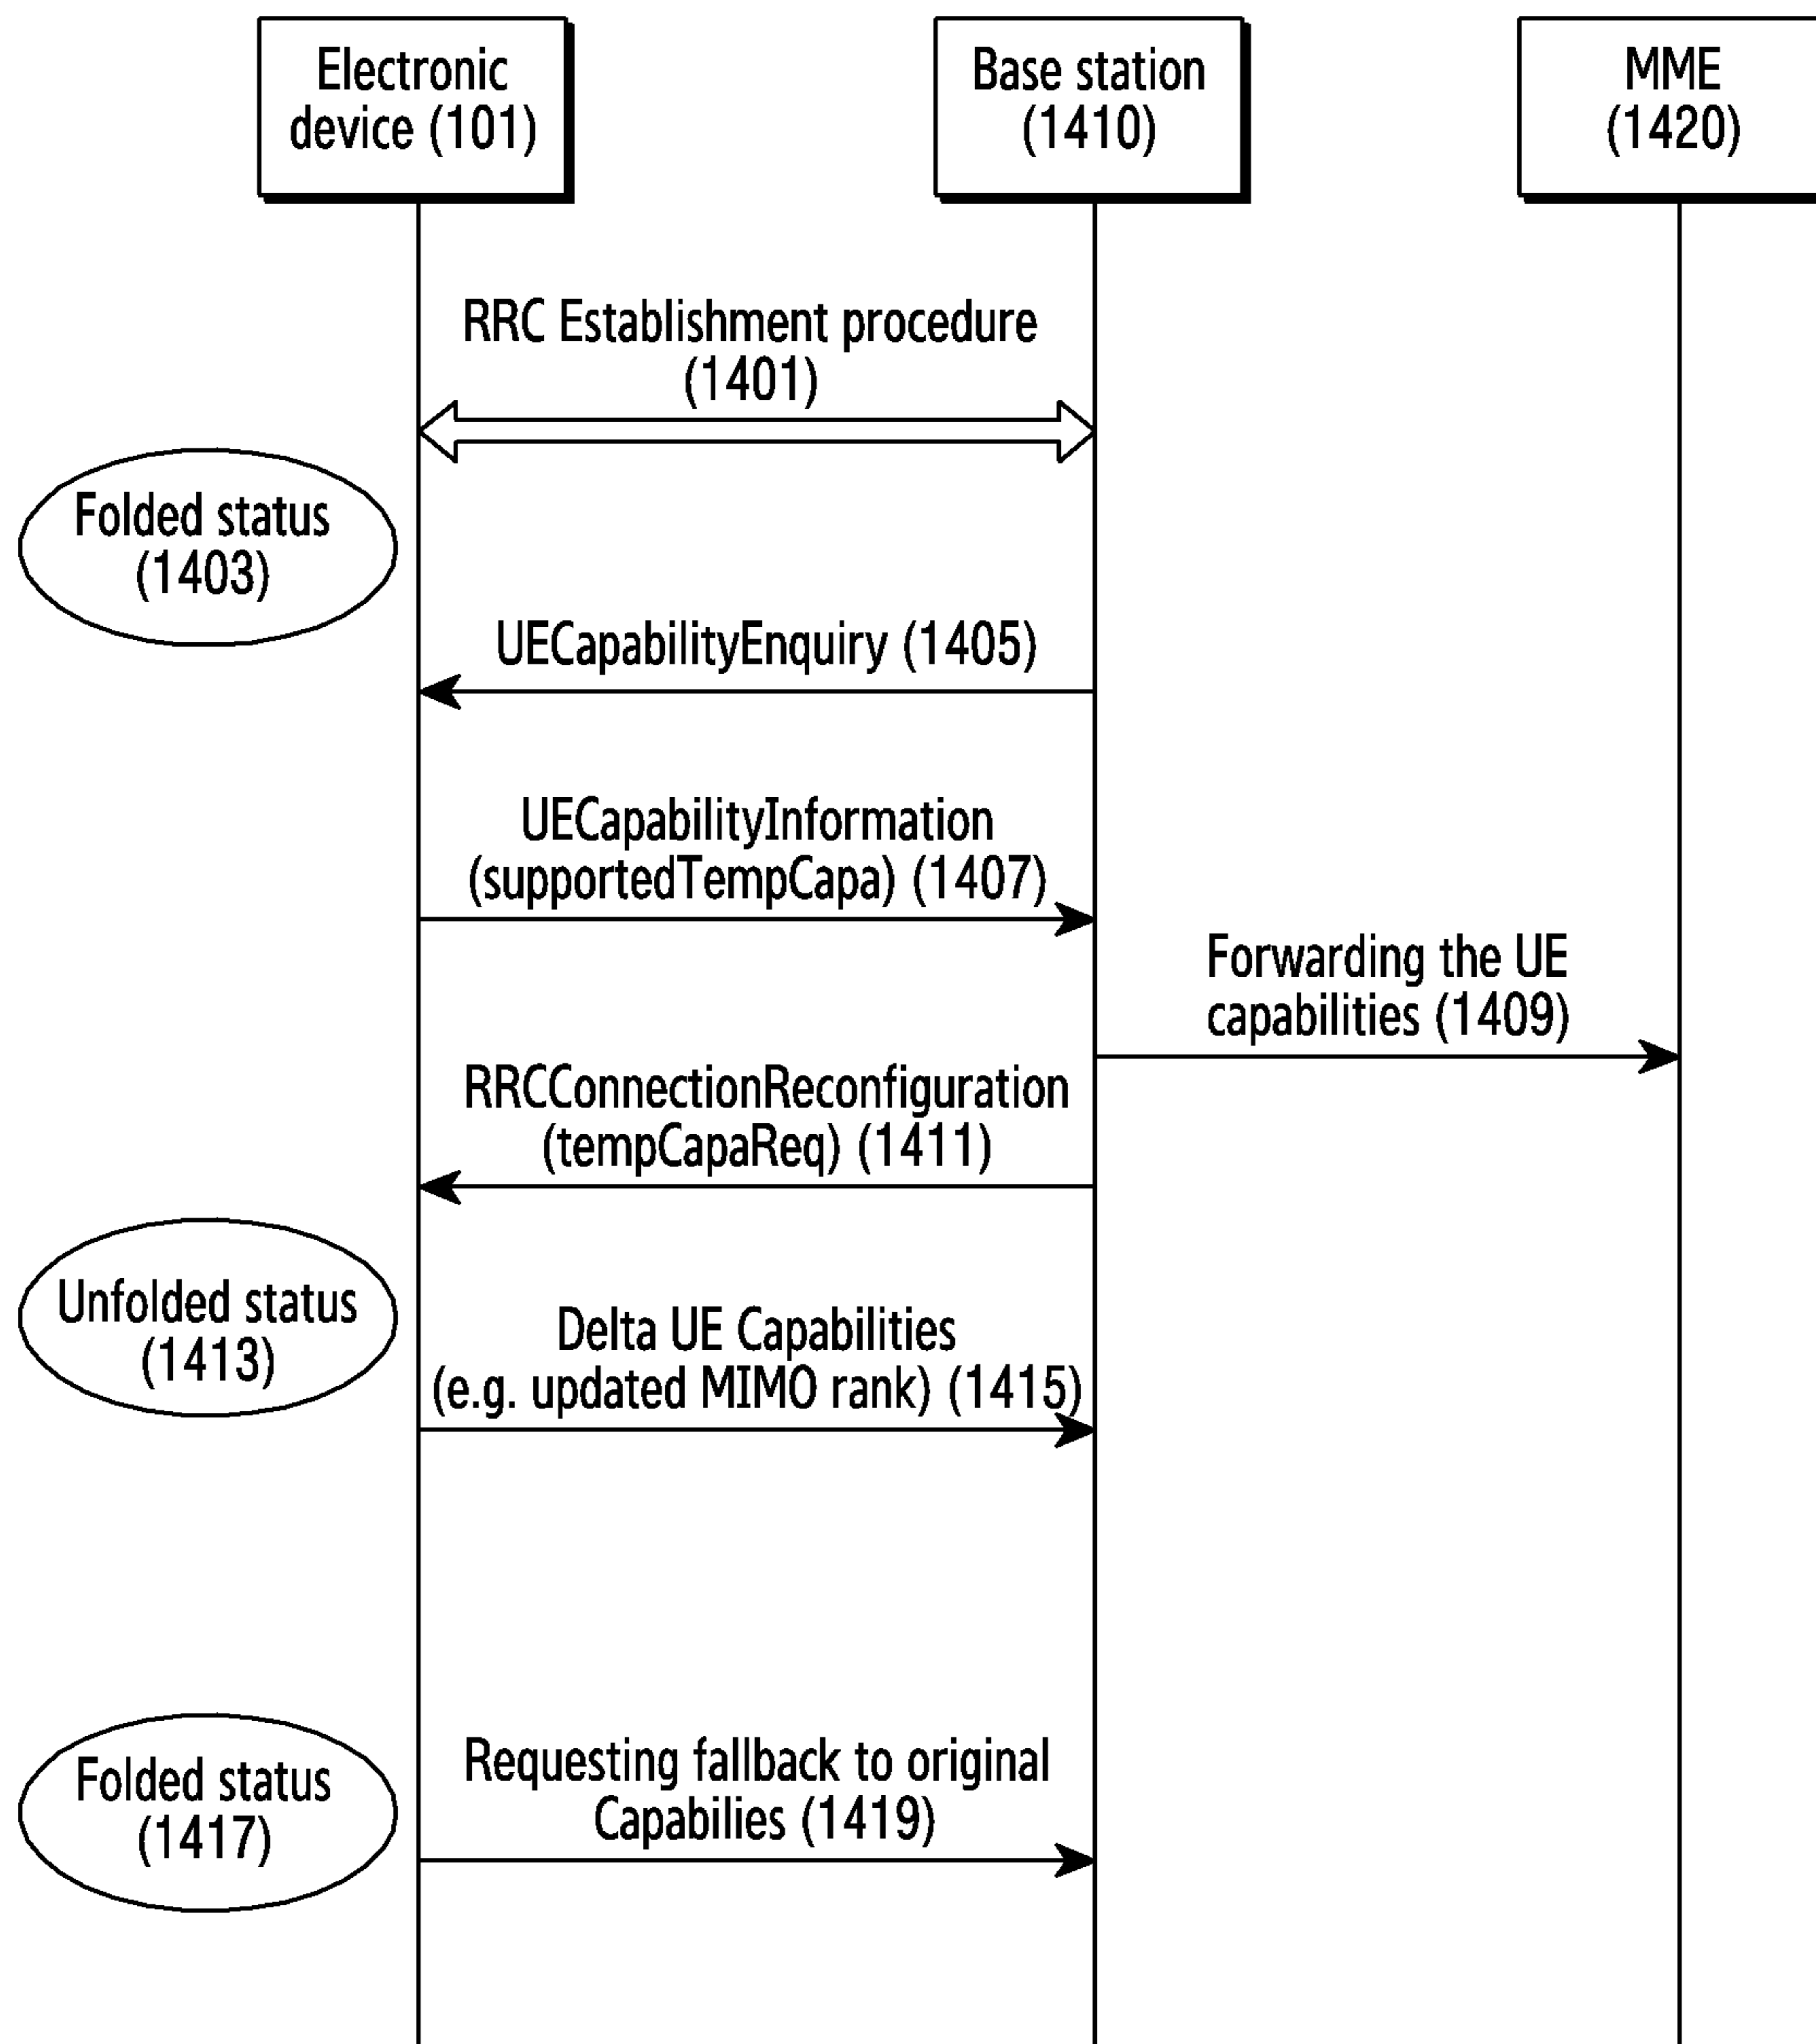 Electronic
device (101)
Base station
(1410)
MME
(1420)
RRC Establishment procedure
(1401)
Folded status
(1403)
UECapabilityEnquiry (1405)
UECapabilityInformation
(supportedTempCapa) (1407)
Forwarding the UE
capabilities (1409)
RRCConnectionReconfiguration
(tempCapaReq) (1411)
Unfolded status
(1413)
Delta UE Capabilities
(e.g. updated MIMO rank) (1415)
Folded status
(1417)
Requesting fallback to original
Capabilies (1419)